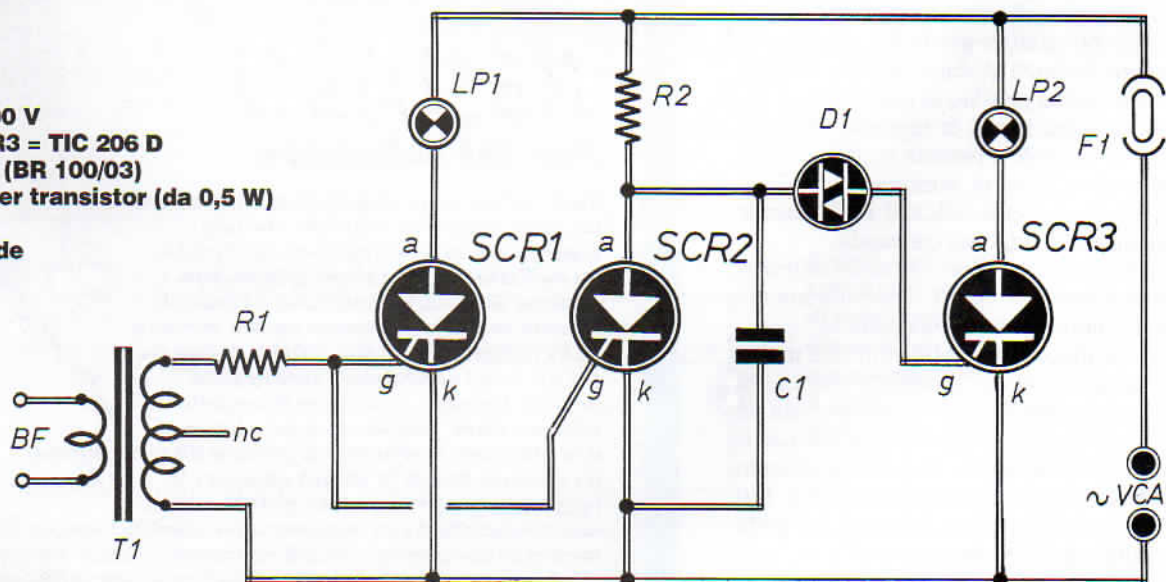 00 V
R3 = TIC 206 D
(BR 100/03)
er transistor (da 0,5 W)
de
LP1
R2
D1
LP2
F1
a
SCR1
a
SCR2
a
SCR3
R1
g
k
g
k
C1
g
k
BF
nc
~ VCA
T1